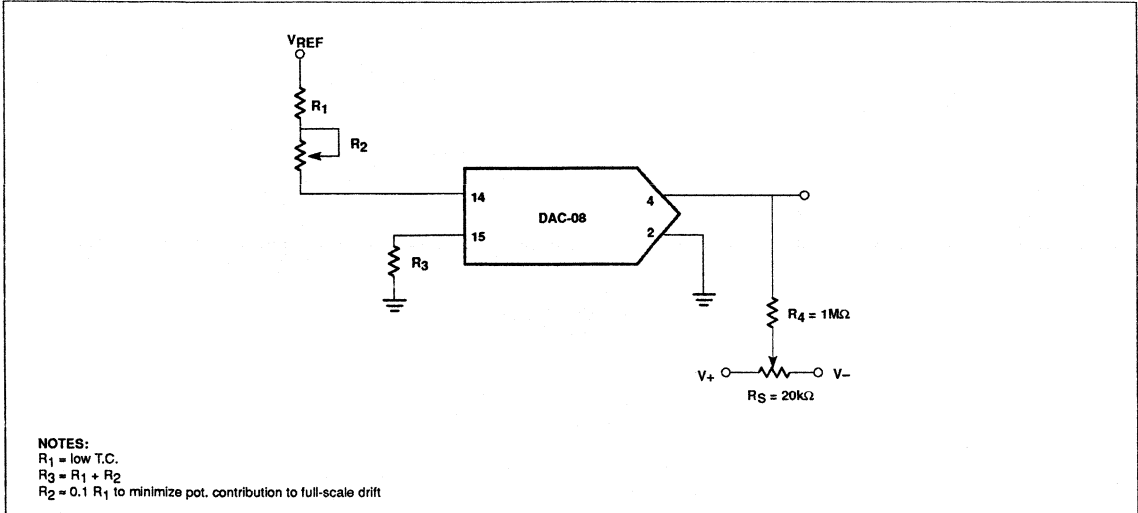 VREF
R1
R2
14
DAC-08
4
15
2
R3
R4 = 1MΩ
V+
V–
RS = 20kΩ
NOTES:
R1 = low T.C.
R3 = R1 + R2
R2 ≈ 0.1 R1 to minimize pot. contribution to full-scale drift